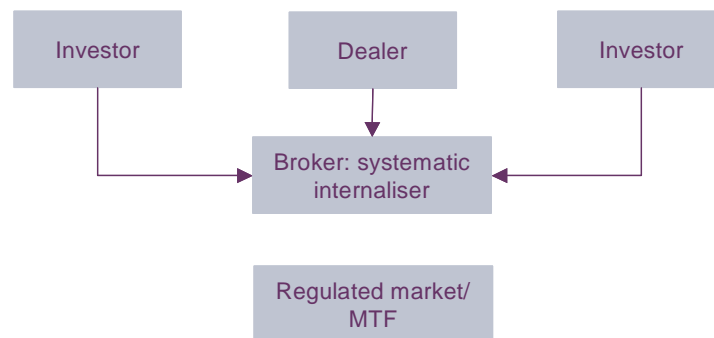 Investor
Dealer
Investor
Broker: systematic
internaliser
Regulated market/
MTF